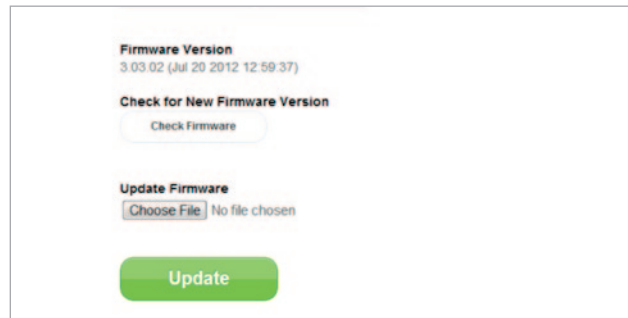 Firmware Version
3.03.02 (Jul 20 2012 12:59:37)
Check for New Firmware Version
Check Firmware
Update Firmware
Choose File No file chosen
Update